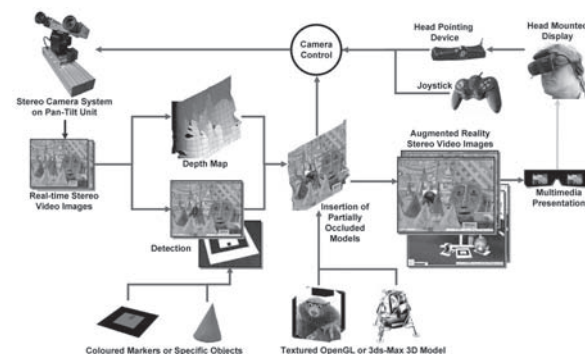 Camera
Control
Head Pointing
Device
Head Mounted
Display
Joystick
Stereo Camera System
on Pan-Tilt Unit
Depth Map
Augmented Reality
Stereo Video Images
Real-time Stereo
Video Images
Insertion of
Partially
Occluded
Models
Multimedia
Presentation
Detection
Coloured Markers or Specific Objects
Textured OpenGL or 3ds-Max 3D Model